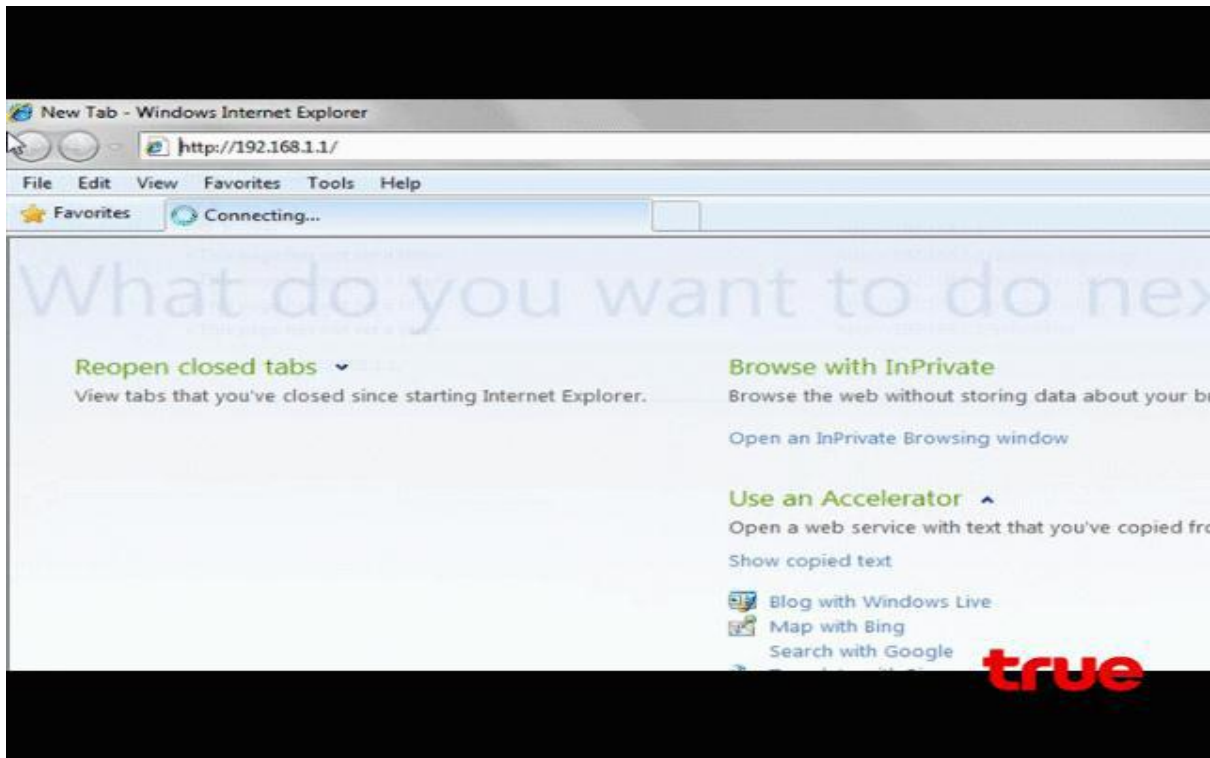 New Tab - Windows Internet Explorer
http://192.168.1.1/
File Edit View Favorites Tools Help
Favorites
Connecting...
What do you want to do nex
Reopen closed tabs
View tabs that you've closed since starting Internet Explorer.
Browse with InPrivate
Browse the web without storing data about your br
Open an InPrivate Browsing window
Use an Accelerator
Open a web service with text that you've copied fro
Show copied text
Blog with Windows Live
Map with Bing
Search with Google
true